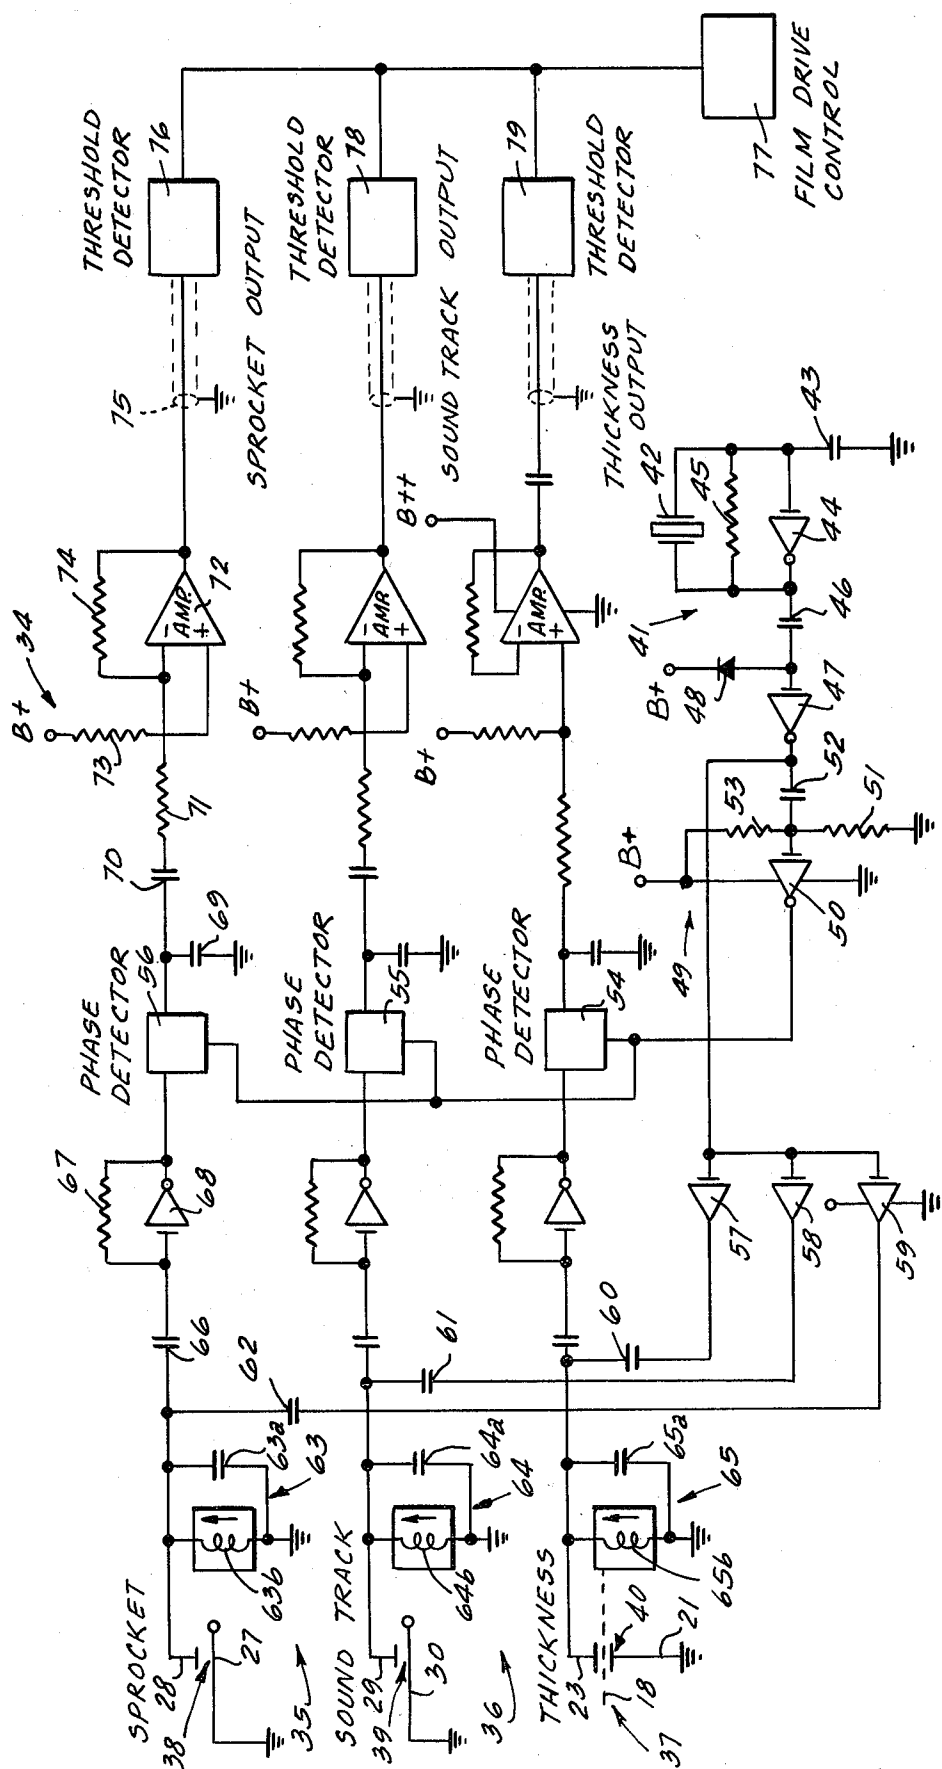 THRESHOLD
DETECTOR
76
75
SPROCKET OUTPUT
THRESHOLD
DETECTOR
78
SOUND TRACK OUTPUT
THRESHOLD
DETECTOR
79
THICKNESS
OUTPUT
77
FILM DRIVE
CONTROL
B+
34
73
74
-
AMP.
+
72
71
70
69
B+
-
AMP.
+
B++
B+
-
AMP.
+
PHASE
DETECTOR
56
67
68
66
PHASE
DETECTOR
55
PHASE
DETECTOR
54
41
42
45
43
44
46
B+
48
47
52
53
51
B+
49
50
57
58
59
60
61
62
SPROCKET
28
38
27
35
63a
63
63b
SOUND TRACK
29
39
30
36
64a
64
64b
THICKNESS
23
40
18
21
37
65a
65
65b